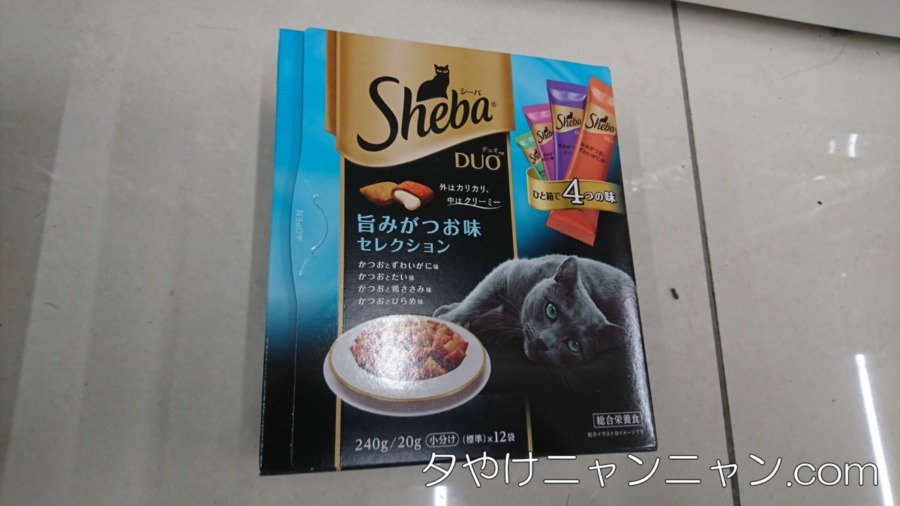 Sheba
シーバ
DUO
デュオ
外はカリカリ、
中はクリーミー
旨みがつお味
セレクション
かつおとずわいがに味
かつおとたい味
かつおと鶏ささみ味
かつおとひらめ味
Sheba
Sheba
ひと箱で4つの味
OPEN
240g/20g 小分け (標準)×12袋
総合栄養食
夕やけニャンニャン.com